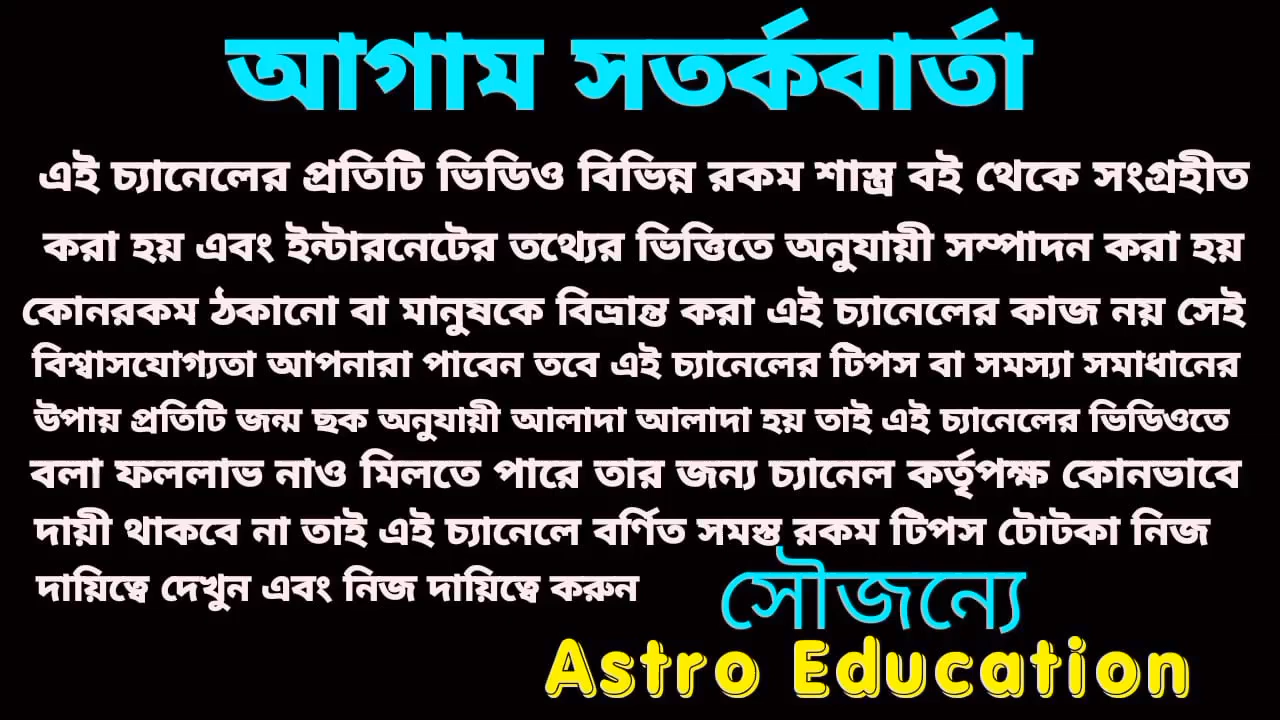 আগাম সতর্কবার্তা
এই চ্যানেলের প্রতিটি ভিডিও বিভিন্ন রকম শাস্ত্র বই থেকে সংগ্রহীত
করা হয় এবং ইন্টারনেটের তথ্যের ভিত্তিতে অনুযায়ী সম্পাদন করা হয়
কোনরকম ঠকানো বা মানুষকে বিভ্রান্ত করা এই চ্যানেলের কাজ নয় সেই
বিশ্বাসযোগ্যতা আপনারা পাবেন তবে এই চ্যানেলের টিপস বা সমস্যা সমাধানের
উপায় প্রতিটি জন্ম ছক অনুযায়ী আলাদা আলাদা হয় তাই এই চ্যানেলের ভিডিওতে
বলা ফললাভ নাও মিলতে পারে তার জন্য চ্যানেল কর্তৃপক্ষ কোনভাবে
দায়ী থাকবে না তাই এই চ্যানেলে বর্ণিত সমস্ত রকম টিপস টোটকা নিজ
দায়িত্বে দেখুন এবং নিজ দায়িত্বে করুন
সৌজন্যে
Astro Education